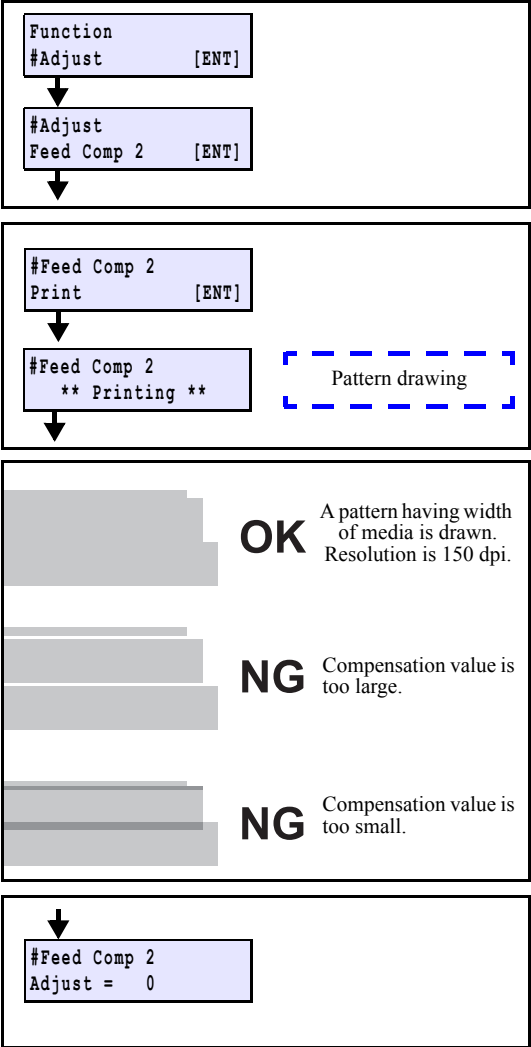 Function
#Adjust [ENT]
#Adjust
Feed Comp 2 [ENT]
#Feed Comp 2
Print [ENT]
#Feed Comp 2
** Printing **
Pattern drawing
OK
A pattern having width
of media is drawn.
Resolution is 150 dpi.
NG
Compensation value is
too large.
NG
Compensation value is
too small.
#Feed Comp 2
Adjust = 0